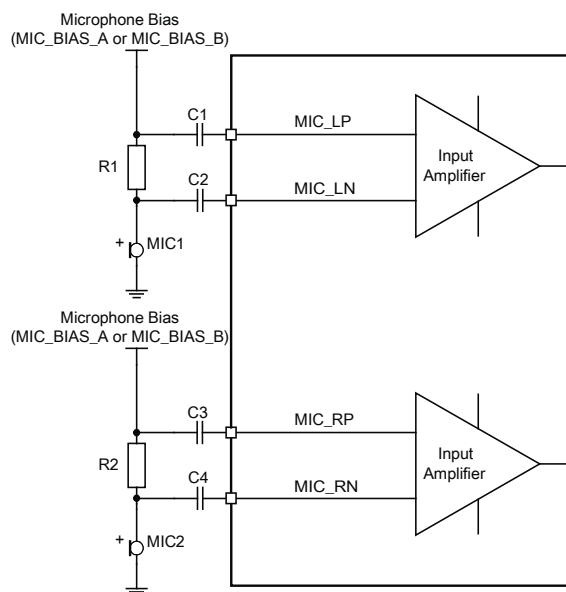 Microphone Bias
(MIC_BIAS_A or MIC_BIAS_B)
C1
MIC_LP
R1
Input
Amplifier
C2
MIC_LN
+
MIC1
Microphone Bias
(MIC_BIAS_A or MIC_BIAS_B)
C3
MIC_RP
R2
Input
Amplifier
C4
MIC_RN
+
MIC2